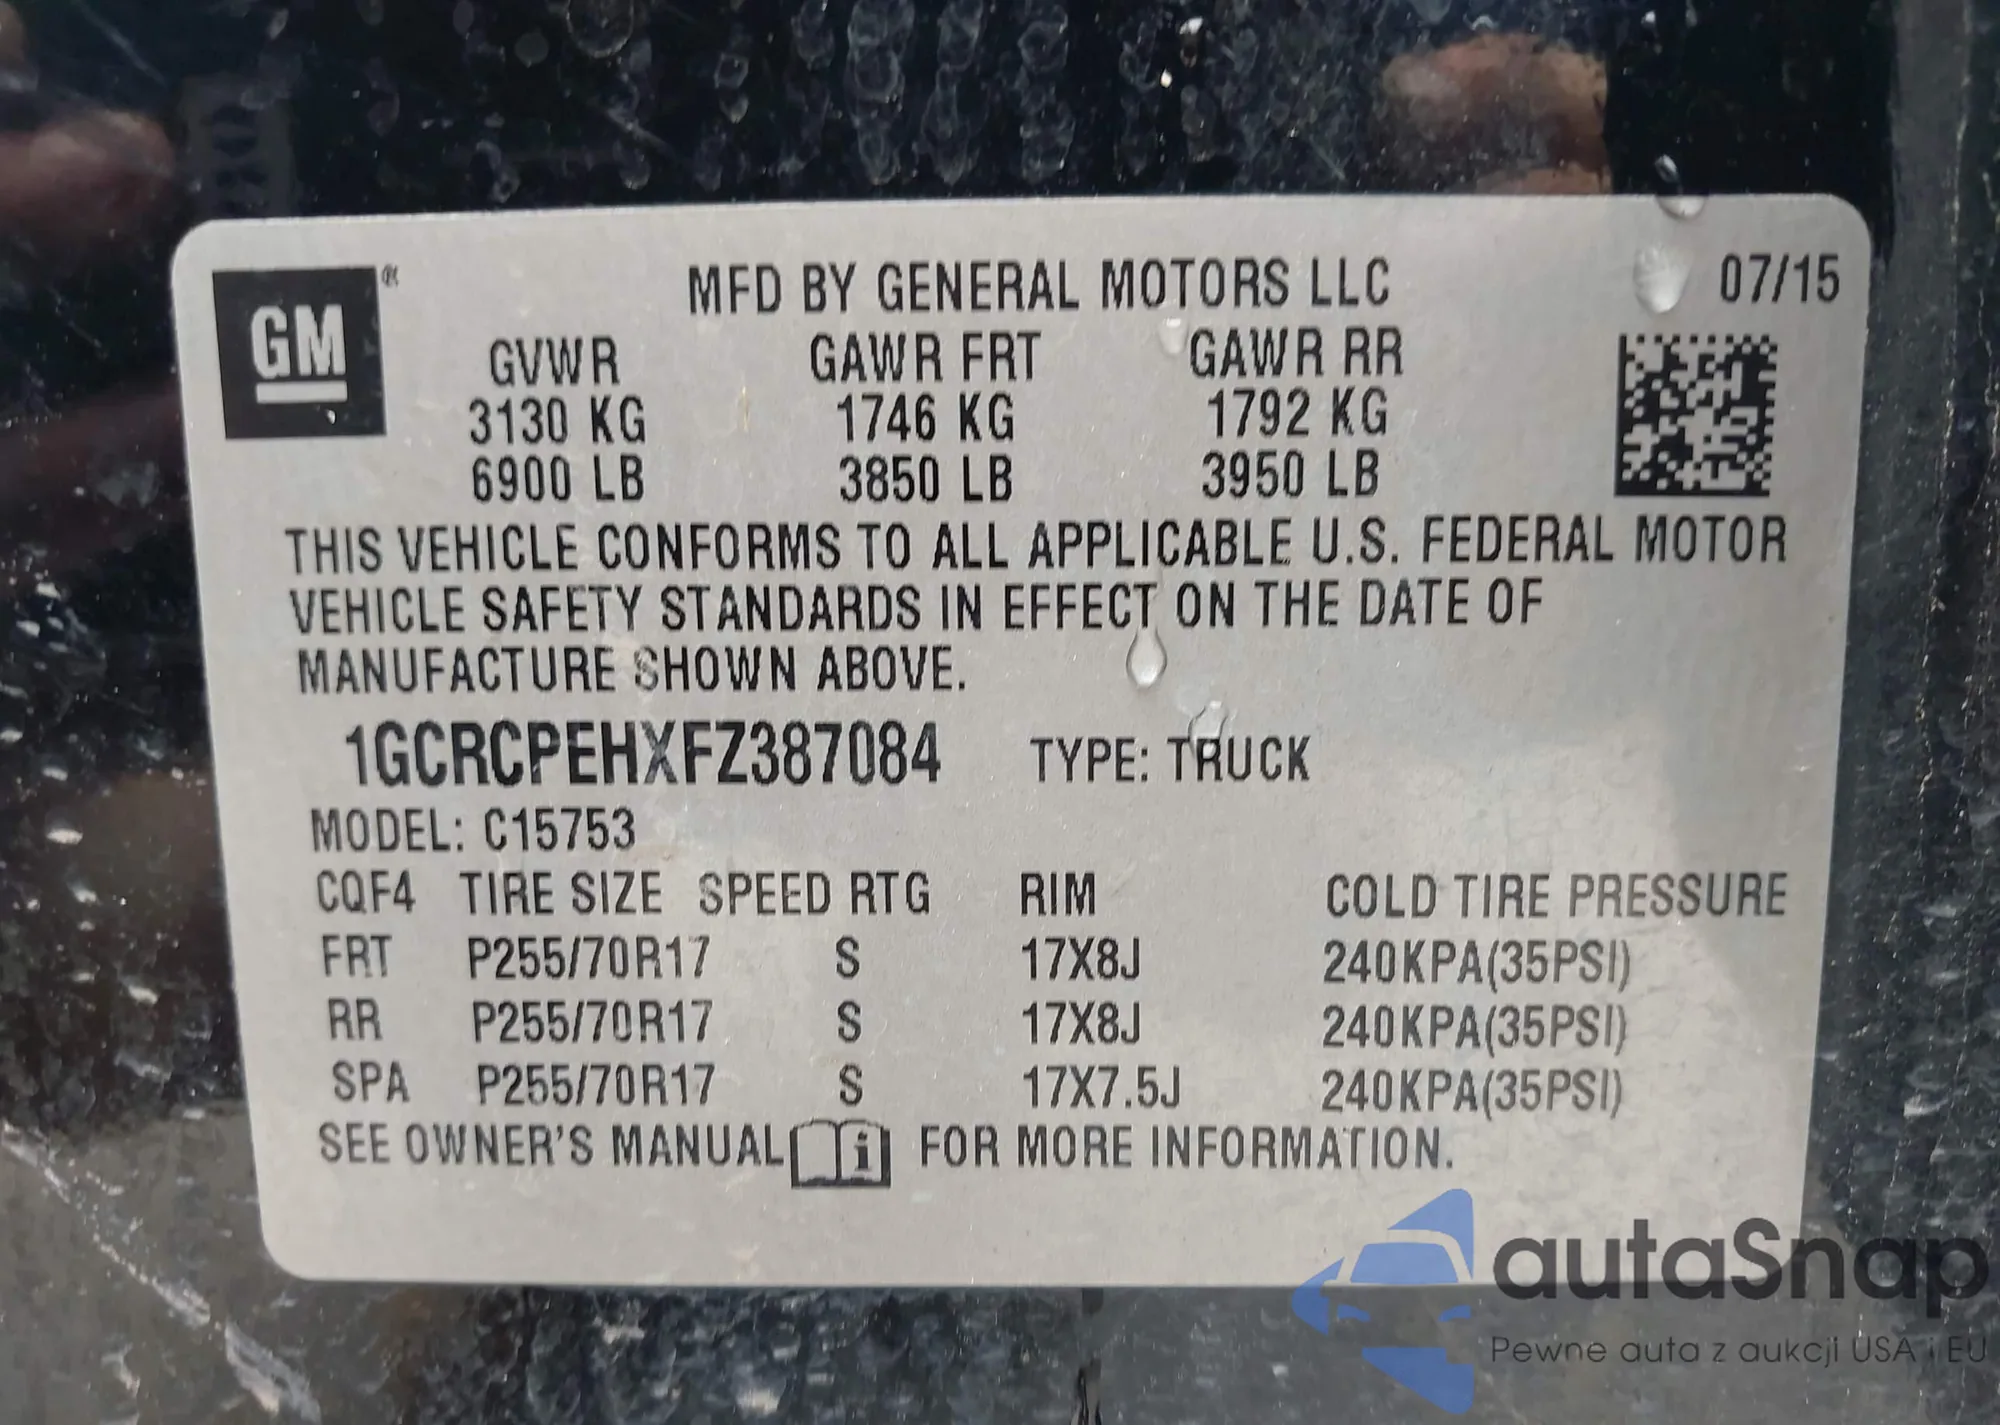 GM ®
MFD BY GENERAL MOTORS LLC 07/15
GVWR GAWR FRT GAWR RR
3130 KG 1746 KG 1792 KG
6900 LB 3850 LB 3950 LB
THIS VEHICLE CONFORMS TO ALL APPLICABLE U.S. FEDERAL MOTOR
VEHICLE SAFETY STANDARDS IN EFFECT ON THE DATE OF
MANUFACTURE SHOWN ABOVE.
1GCRCPEHXFZ387084 TYPE: TRUCK
MODEL: C15753
CQF4 TIRE SIZE SPEED RTG RIM COLD TIRE PRESSURE
FRT P255/70R17 S 17X8J 240KPA(35PSI)
RR P255/70R17 S 17X8J 240KPA(35PSI)
SPA P255/70R17 S 17X7.5J 240KPA(35PSI)
SEE OWNER'S MANUAL i FOR MORE INFORMATION.
autaSnap
Pewne auta z aukcji USA i EU